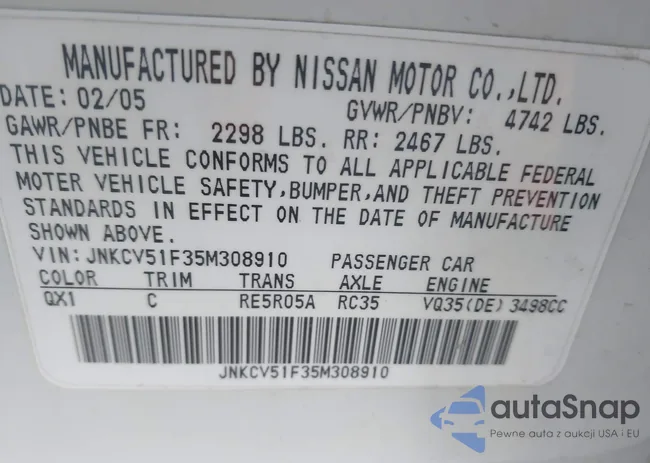 MANUFACTURED BY NISSAN MOTOR CO.,LTD.
DATE: 02/05 GVWR/PNBV: 4742 LBS.
GAWR/PNBE FR: 2298 LBS. RR: 2467 LBS.
THIS VEHICLE CONFORMS TO ALL APPLICABLE FEDERAL
MOTER VEHICLE SAFETY,BUMPER,AND THEFT PREVENTION
STANDARDS IN EFFECT ON THE DATE OF MANUFACTURE
SHOWN ABOVE.
VIN: JNKCV51F35M308910 PASSENGER CAR
COLOR TRIM TRANS AXLE ENGINE
QX1 C RE5R05A RC35 VQ35(DE) 3498CC
JNKCV51F35M308910
autaSnap
Pewne auta z aukcji USA i EU